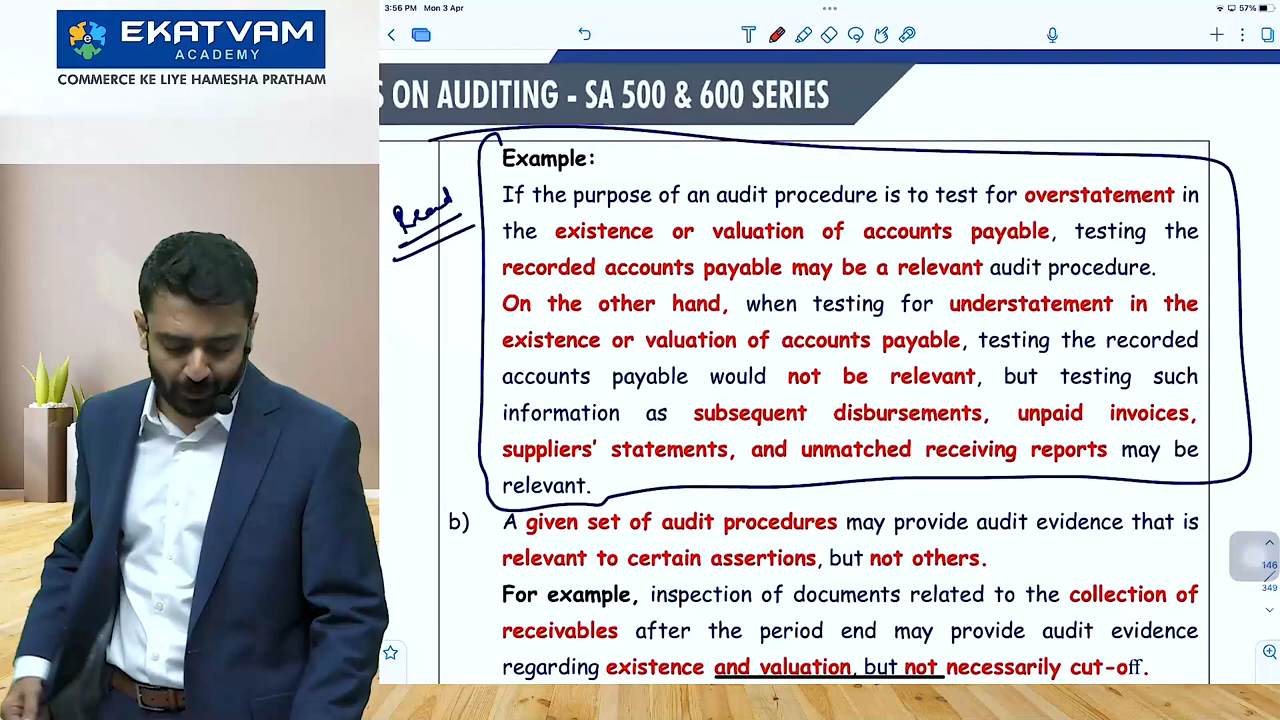 3:56 PM Mon 3 Apr
57%
EKATVAM
ACADEMY
COMMERCE KE LIYE HAMESHA PRATHAM
S ON AUDITING - SA 500 & 600 SERIES
Read
Example:
If the purpose of an audit procedure is to test for overstatement in
the existence or valuation of accounts payable, testing the
recorded accounts payable may be a relevant audit procedure.
On the other hand, when testing for understatement in the
existence or valuation of accounts payable, testing the recorded
accounts payable would not be relevant, but testing such
information as subsequent disbursements, unpaid invoices,
suppliers’ statements, and unmatched receiving reports may be
relevant.
b) A given set of audit procedures may provide audit evidence that is
relevant to certain assertions, but not others.
For example, inspection of documents related to the collection of
receivables after the period end may provide audit evidence
regarding existence and valuation, but not necessarily cut-off.
146
349